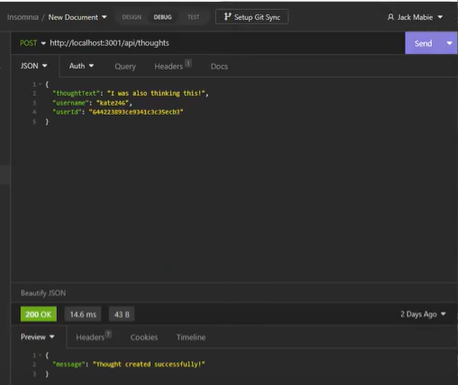 Insomnia / New Document DESIGN DEBUG TEST Setup Git Sync Jack Mabie
POST http://localhost:3001/api/thoughts Send
JSON Auth Query Headers 1 Docs
1 {
2 "thoughtText": "I was also thinking this!",
3 "username": "kate246",
4 "userId": "644223893ce9341c3c35ecb3"
5 }
Beautify JSON
200 OK 14.6 ms 43 B 2 Days Ago
Preview Headers 7 Cookies Timeline
1 {
2 "message": "Thought created successfully!"
3 }